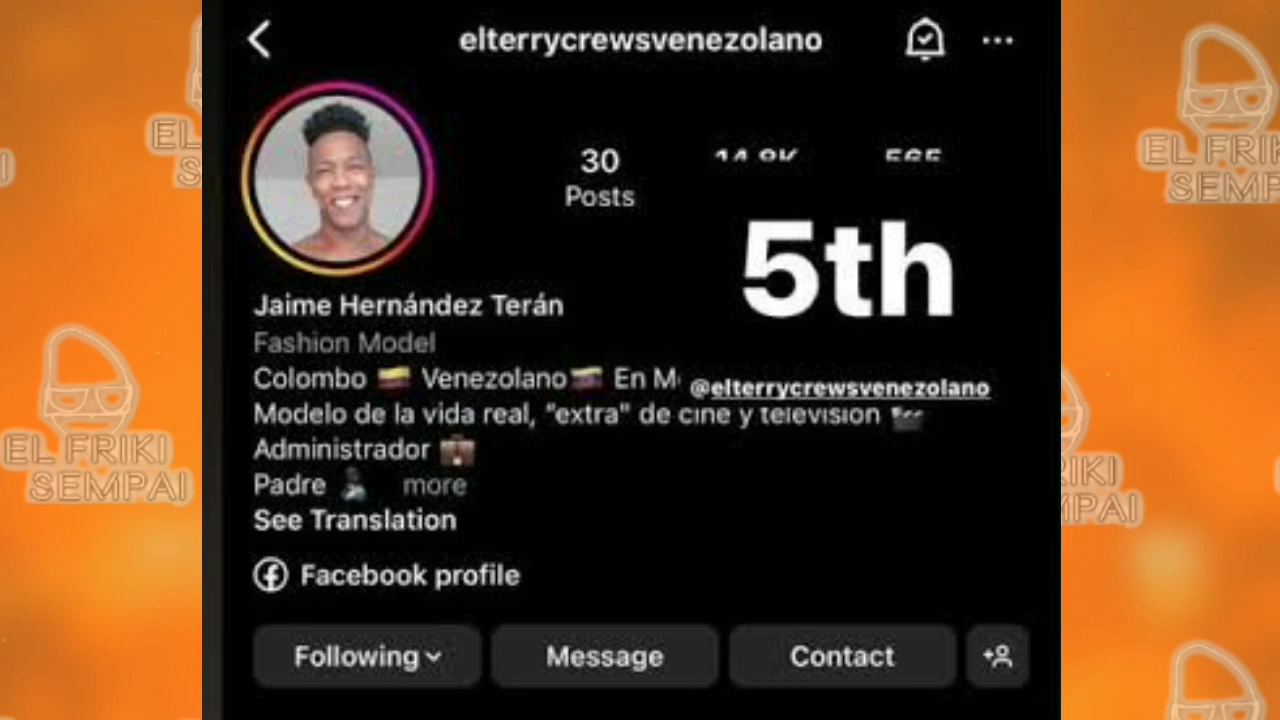 elterrycrewsvenezolano
30
Posts
5th
Jaime Hernández Terán
Fashion Model
Colombo Venezolano En M
@elterrycrewsvenezolano
Modelo de la vida real, "extra" de cine y televisión
Administrador
Padre more
See Translation
Facebook profile
Following
Message
Contact
EL FRIKI
SEMPAI